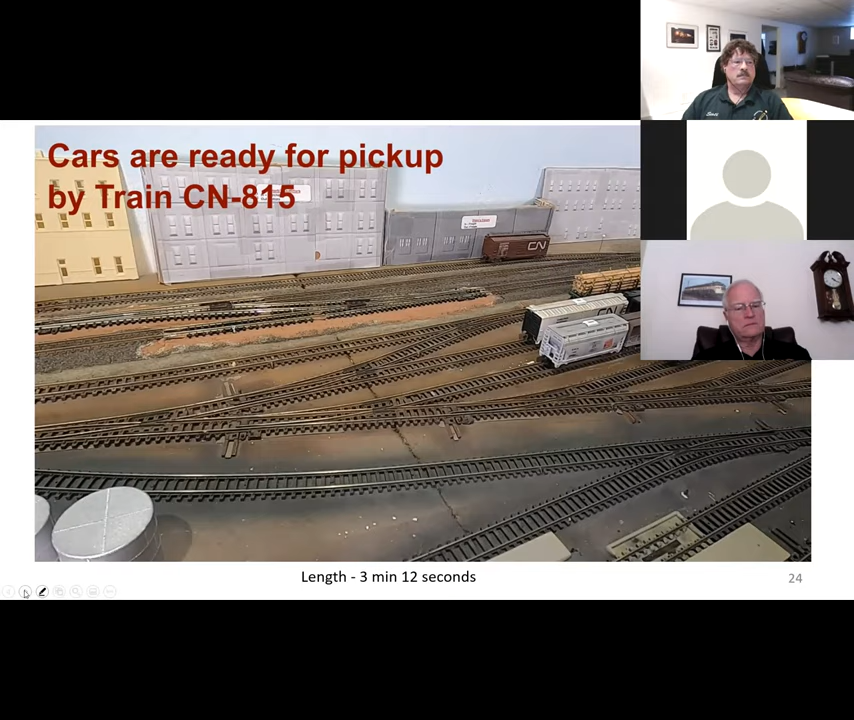 Cars are ready for pickup
by Train CN-815
CN
Length - 3 min 12 seconds
24